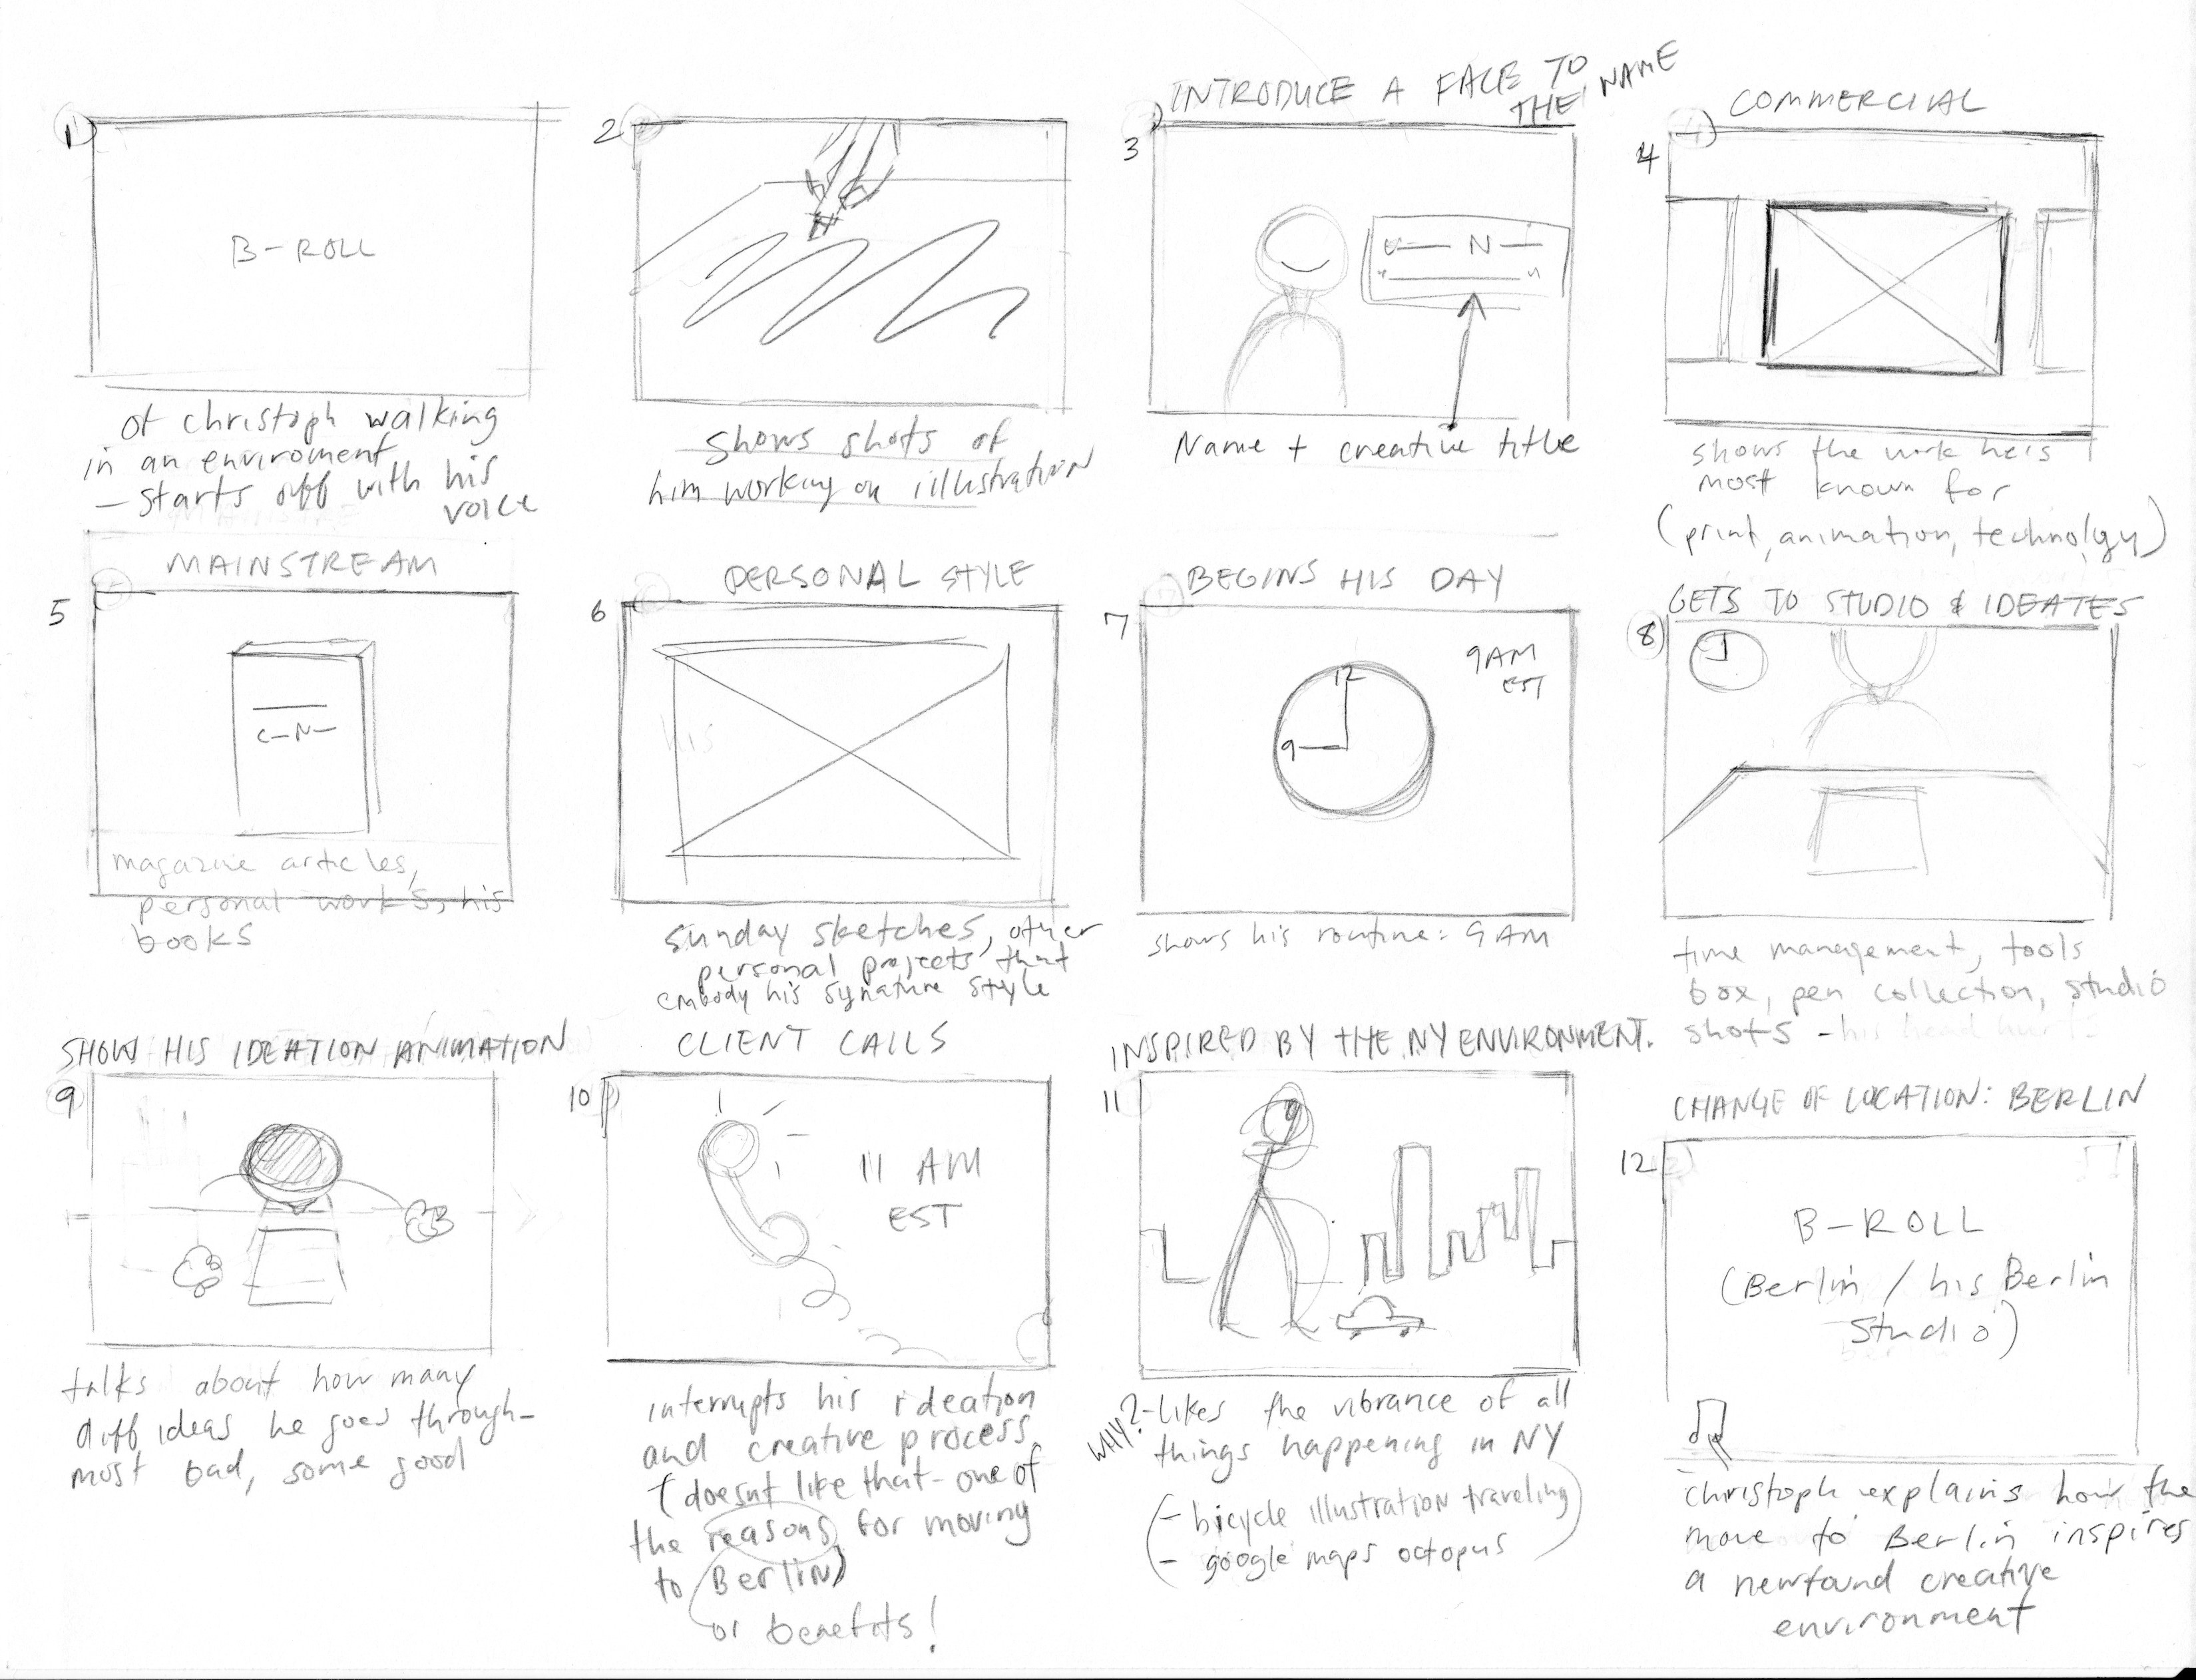 1
B-ROLL
of christoph walking
in an enviroment
- starts off with his
voice
2
shows shots of
him working on illustration
INTRODUCE A FACE TO
THE NAME
3
C— N—
Name + creative title
COMMERCIAL
4
shows the work he is
most known for
(print, animation, technology)
MAINSTREAM
5
C—N—
magazine articles,
personal works, his
books
PERSONAL STYLE
6
his
sunday sketches, other
personal projects that
embody his signature style
BEGINS HIS DAY
7
12
9
9AM
EST
shows his routine: 9 AM
GETS TO STUDIO & IDEATES
8
time management, tools
box, pen collection, studio
shots - his head
SHOW HIS IDEATION ANIMATION
9
talks about how many
diff ideas he goes through-
most bad, some good
CLIENT CALLS
10
11 AM
EST
interrupts his ideation
and creative process
(doesnt like that - one of
the reasons for moving
to Berlin)
or benefits!
INSPIRED BY THE NY ENVIRONMENT.
11
WHY? - likes the vibrance of all
things happening in NY
(- bicycle illustration traveling)
- google maps octopus
CHANGE OF LOCATION: BERLIN
12
B-ROLL
(Berlin / his Berlin
Studio)
christoph explains how the
move to Berlin inspires
a newfound creative
environment